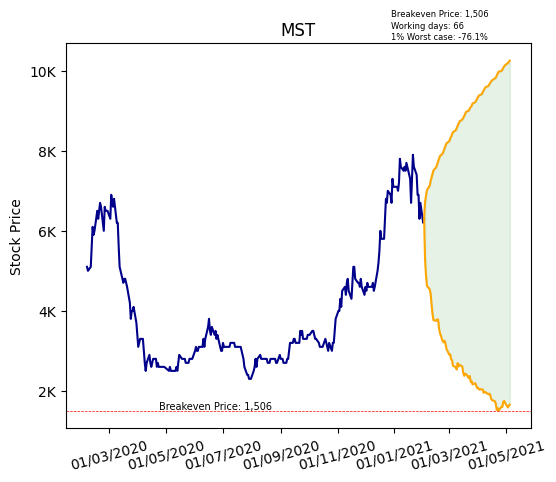 Breakeven Price: 1,506
Working days: 66
1% Worst case: -76.1%
MST
Stock Price
10K
8K
6K
4K
2K
Breakeven Price: 1,506
01/03/2020
01/05/2020
01/07/2020
01/09/2020
01/11/2020
01/01/2021
01/03/2021
01/05/2021